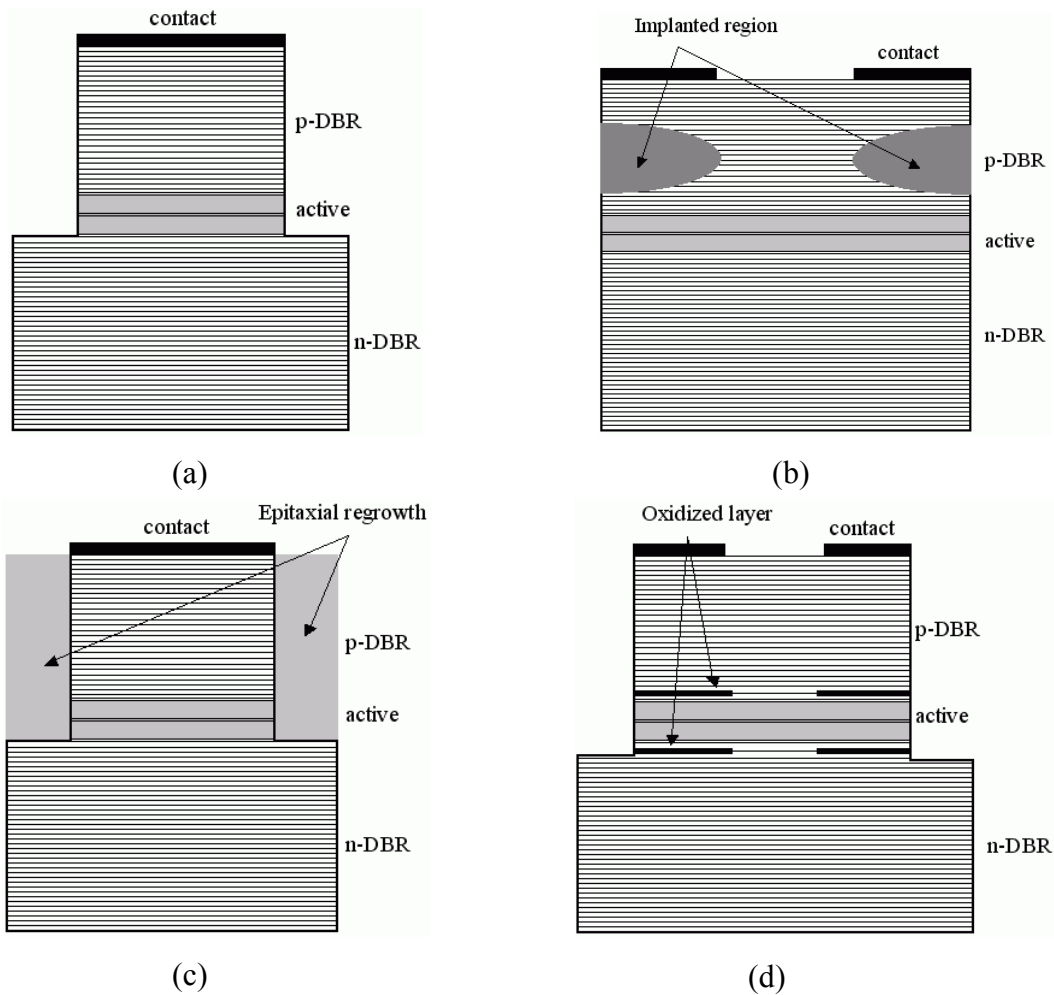 contact
p-DBR
active
n-DBR
(a)
Implanted region
contact
p-DBR
active
n-DBR
(b)
Epitaxial regrowth
contact
p-DBR
active
n-DBR
(c)
Oxidized layer
contact
p-DBR
active
n-DBR
(d)